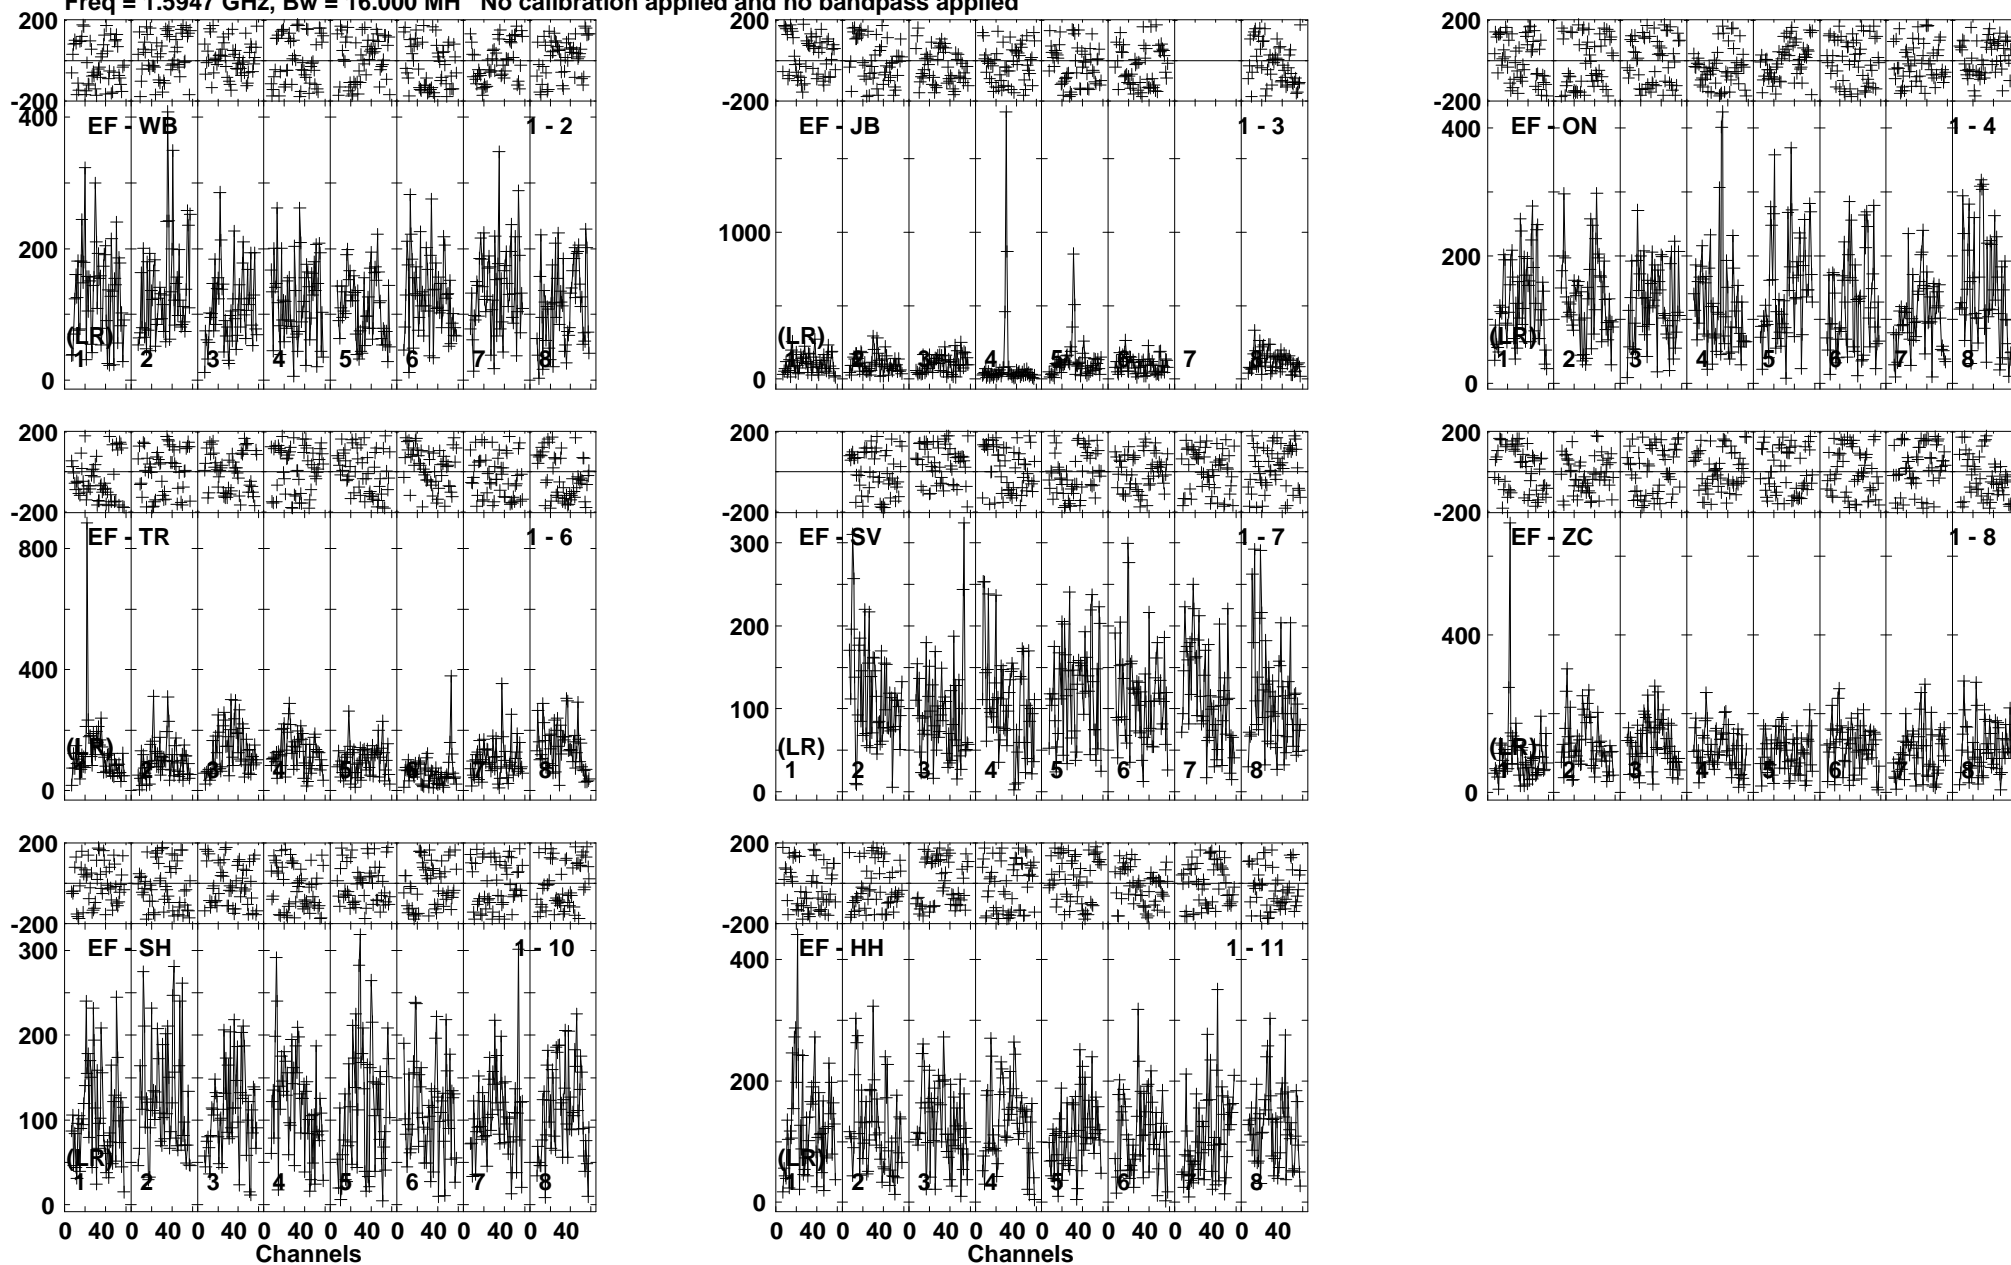 Freq = 1.5947 GHz, Bw = 16.000 MH No calibration applied and no bandpass applied
200 200 200
-200 -200 -200
400 EF - WB 1 - 2 EF - JB 1 - 3 400 EF - ON 1 - 4
200 1000 200
(LR) (LR) (LR)
1 2 3 4 5 6 7 8 1 2 3 4 5 6 7 8 1 2 3 4 5 6 7 8
0 0 0
200 200 200
-200 -200 -200
EF - TR 1 - 6 EF - SV 1 - 7 EF - ZC 1 - 8
800 300
400 200 400
100
(LR) (LR) (LR)
1 2 3 4 5 6 7 8 1 2 3 4 5 6 7 8 1 2 3 4 5 6 7 8
0 0 0
200 200
-200 -200
EF - SH 1 - 10 EF - HH 1 - 11
300 400
200 200
100
(LR) (LR)
1 2 3 4 5 6 7 8 1 2 3 4 5 6 7 8
0 0
0 40 0 40 0 40 0 40 0 40 0 40 0 40 0 40 0 40 0 40 0 40 0 40 0 40 0 40 0 40 0 40
Channels Channels